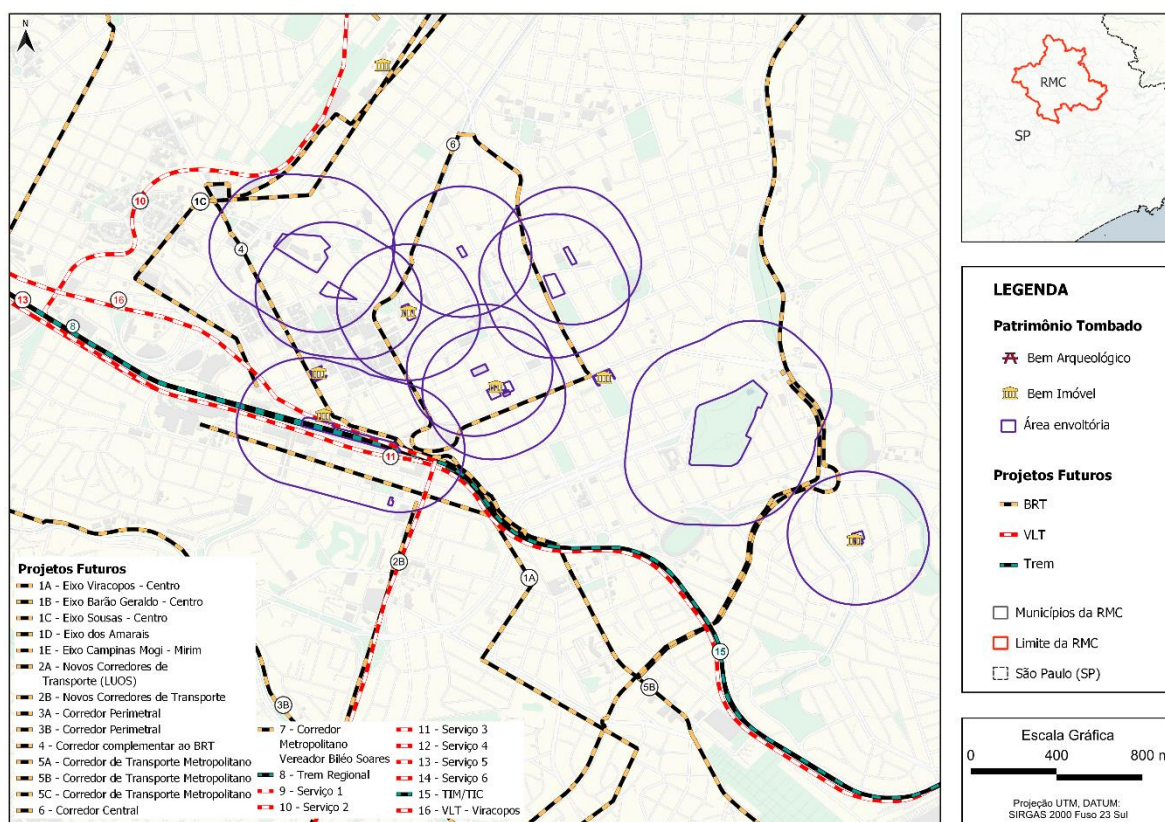 N
6
10
1C
4
13
16
8
11
2B
1A
15
5B
3B
Projetos Futuros
1A - Eixo Viracopos - Centro
1B - Eixo Barão Geraldo - Centro
1C - Eixo Sousas - Centro
1D - Eixo dos Amarais
1E - Eixo Campinas Mogi - Mirim
2A - Novos Corredores de
Transporte (LUOS)
2B - Novos Corredores de Transporte
3A - Corredor Perimetral
3B - Corredor Perimetral
4 - Corredor complementar ao BRT
5A - Corredor de Transporte Metropolitano
5B - Corredor de Transporte Metropolitano
5C - Corredor de Transporte Metropolitano
6 - Corredor Central
7 - Corredor
Metropolitano
Vereador Biléo Soares
8 - Trem Regional
9 - Serviço 1
10 - Serviço 2
11 - Serviço 3
12 - Serviço 4
13 - Serviço 5
14 - Serviço 6
15 - TIM/TIC
16 - VLT - Viracopos
RMC
SP
LEGENDA
Patrimônio Tombado
Bem Arqueológico
Bem Imóvel
Área envoltória
Projetos Futuros
BRT
VLT
Trem
Municípios da RMC
Limite da RMC
São Paulo (SP)
Escala Gráfica
0 400 800 m
Projeção UTM, DATUM:
SIRGAS 2000 Fuso 23 Sul